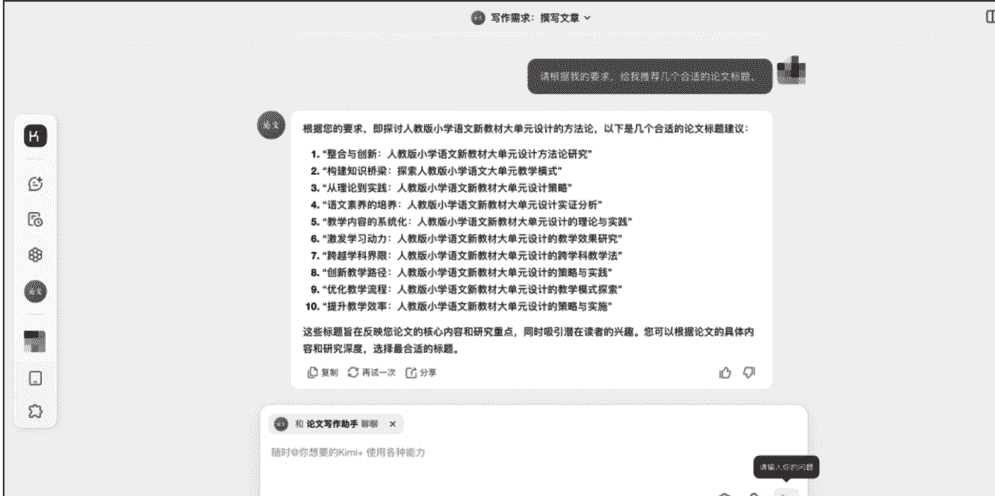 写作需求：撰写文章
请根据我的要求，给我推荐几个合适的论文标题。
论文
根据您的要求，即探讨人教版小学语文新教材大单元设计的方法论，以下是几个合适的论文标题建议：
1. “整合与创新：人教版小学语文新教材大单元设计方法论研究”
2. “构建知识桥梁：探索人教版小学语文大单元教学模式”
3. “从理论到实践：人教版小学语文新教材大单元设计策略”
4. “语文素养的培养：人教版小学语文新教材大单元设计实证分析”
5. “教学内容的系统化：人教版小学语文新教材大单元设计的理论与实践”
6. “激发学习动力：人教版小学语文新教材大单元设计的教学效果研究”
7. “跨越学科界限：人教版小学语文新教材大单元设计的跨学科教学法”
8. “创新教学路径：人教版小学语文新教材大单元设计的策略与实践”
9. “优化教学流程：人教版小学语文新教材大单元设计的教学模式探索”
10. “提升教学效率：人教版小学语文新教材大单元设计的策略与实施”
这些标题旨在反映您论文的核心内容和研究重点，同时吸引潜在读者的兴趣。您可以根据论文的具体内
容和研究深度，选择最合适的标题。
复制 再试一次 分享
K
论文
和 论文写作助手 聊聊 ×
随时@你想要的Kimi+ 使用各种能力
请输入你的问题